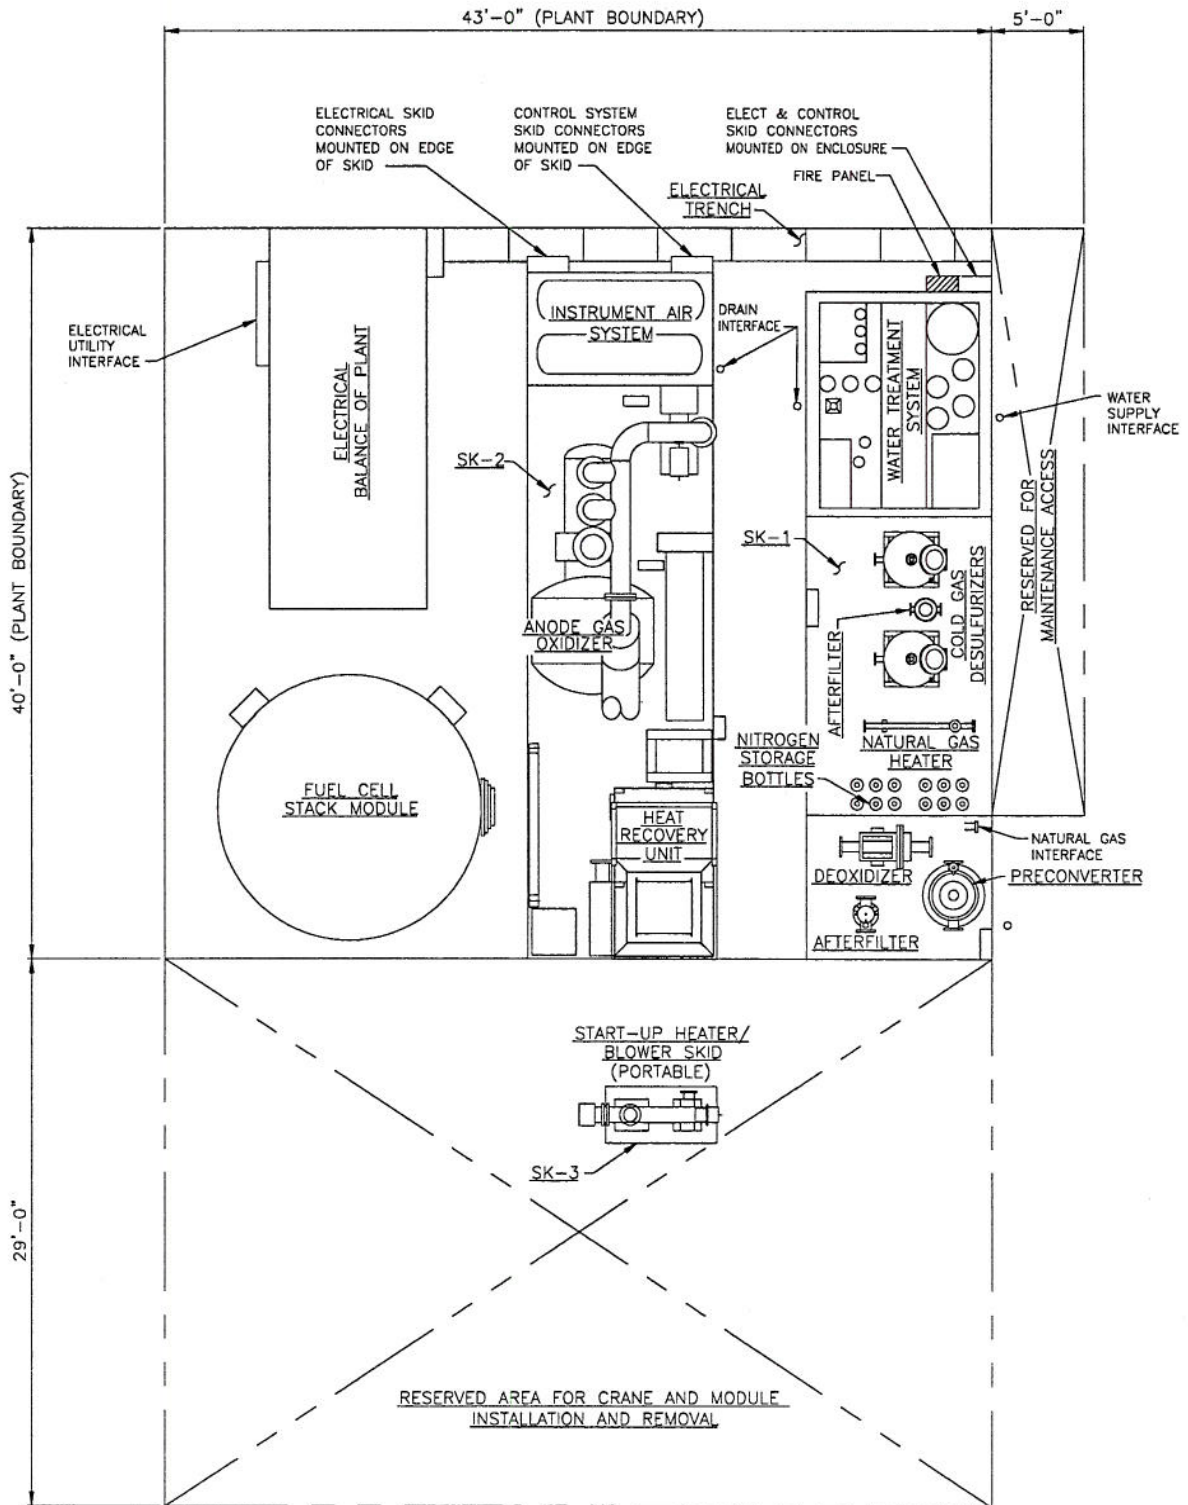 43'-0" (PLANT BOUNDARY)
5'-0"
ELECTRICAL SKID
CONNECTORS
MOUNTED ON EDGE
OF SKID
CONTROL SYSTEM
SKID CONNECTORS
MOUNTED ON EDGE
OF SKID
ELECT & CONTROL
SKID CONNECTORS
MOUNTED ON ENCLOSURE
FIRE PANEL
ELECTRICAL
TRENCH
40'-0" (PLANT BOUNDARY)
ELECTRICAL
UTILITY
INTERFACE
ELECTRICAL
BALANCE OF PLANT
INSTRUMENT AIR
SYSTEM
DRAIN
INTERFACE
WATER TREATMENT
SYSTEM
WATER
SUPPLY
INTERFACE
SK-2
SK-1
RESERVED FOR
MAINTENANCE ACCESS
ANODE GAS
OXIDIZER
AFTERFILTER
COLD GAS
DESULFURIZERS
NITROGEN
STORAGE
BOTTLES
NATURAL GAS
HEATER
FUEL CELL
STACK MODULE
HEAT
RECOVERY
UNIT
NATURAL GAS
INTERFACE
DEOXIDIZER
PRECONVERTER
AFTERFILTER
29'-0"
START-UP HEATER/
BLOWER SKID
(PORTABLE)
SK-3
RESERVED AREA FOR CRANE AND MODULE
INSTALLATION AND REMOVAL